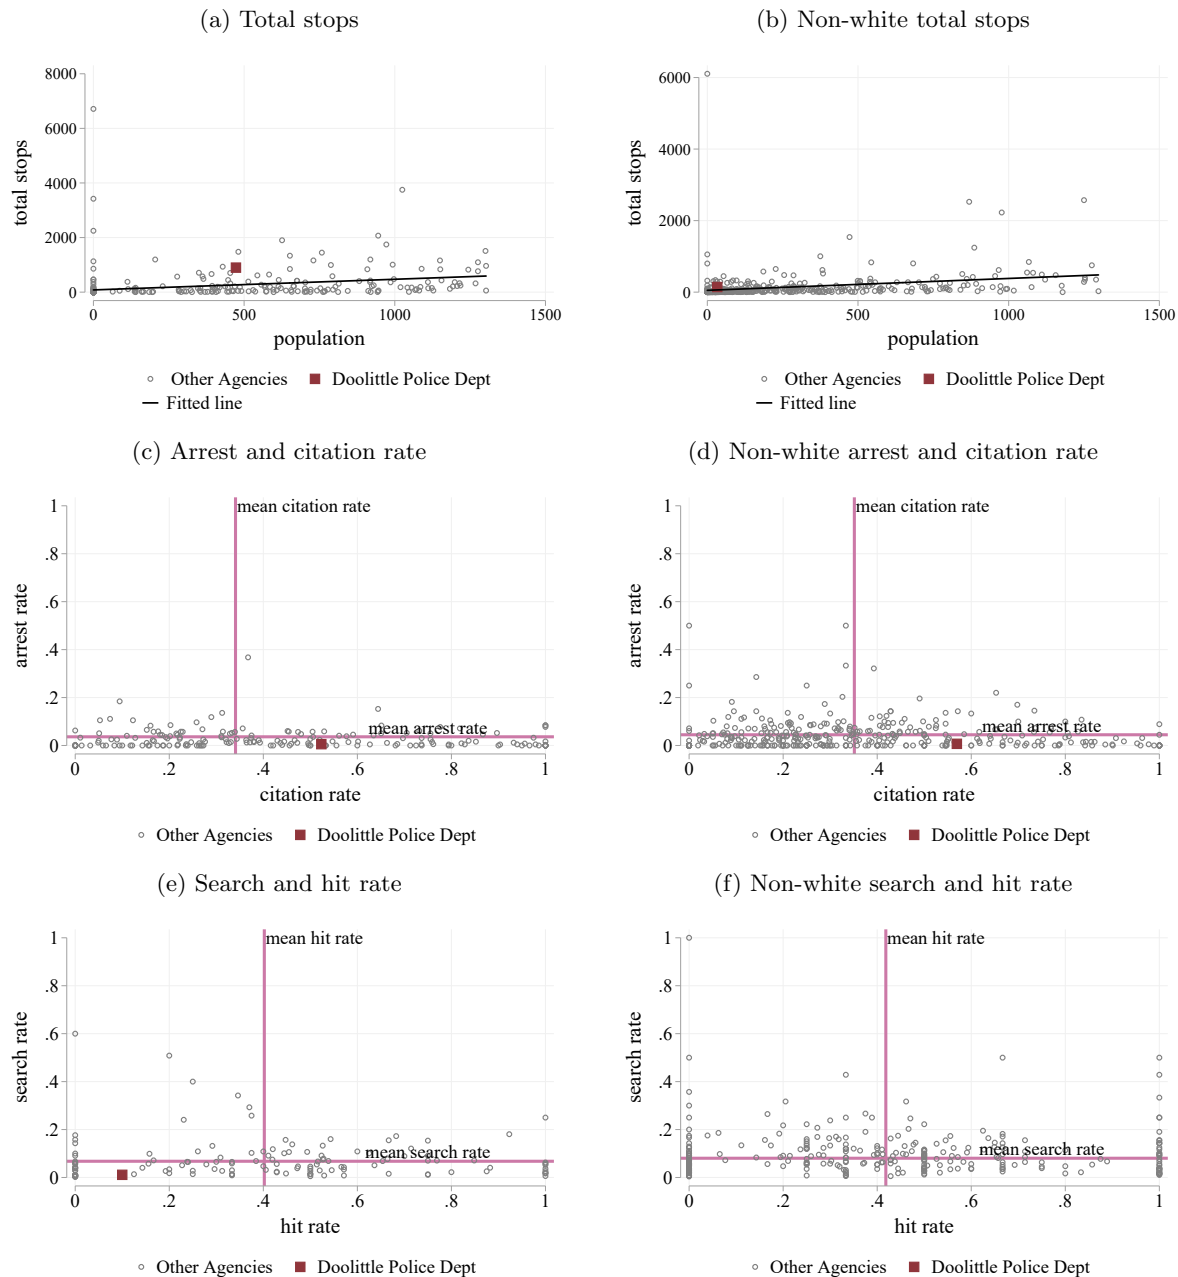 (a) Total stops
(b) Non-white total stops
total stops
8000
6000
4000
2000
0
0 500 1000 1500
population
Other Agencies Doolittle Police Dept
Fitted line
total stops
6000
4000
2000
0
0 500 1000 1500
population
Other Agencies Doolittle Police Dept
Fitted line
(c) Arrest and citation rate
(d) Non-white arrest and citation rate
arrest rate
1
.8
.6
.4
.2
0
mean citation rate
mean arrest rate
0 .2 .4 .6 .8 1
citation rate
Other Agencies Doolittle Police Dept
arrest rate
1
.8
.6
.4
.2
0
mean citation rate
mean arrest rate
0 .2 .4 .6 .8 1
citation rate
Other Agencies Doolittle Police Dept
(e) Search and hit rate
(f) Non-white search and hit rate
search rate
1
.8
.6
.4
.2
0
mean hit rate
mean search rate
0 .2 .4 .6 .8 1
hit rate
Other Agencies Doolittle Police Dept
search rate
1
.8
.6
.4
.2
0
mean hit rate
mean search rate
0 .2 .4 .6 .8 1
hit rate
Other Agencies Doolittle Police Dept